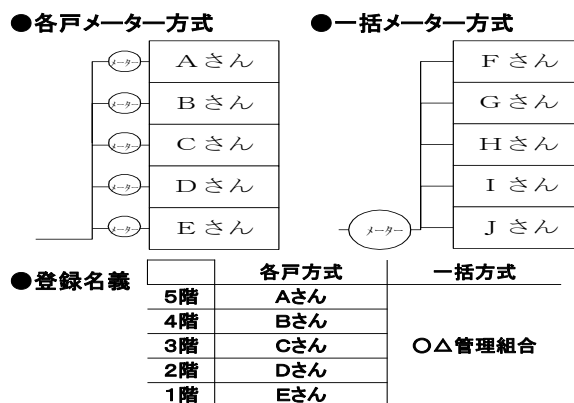 ●各戸メーター方式
●一括メーター方式
メーター Aさん
メーター Bさん
メーター Cさん
メーター Dさん
メーター Eさん
Fさん
Gさん
Hさん
Iさん
メーター Jさん
●登録名義
各戸方式 一括方式
5階 Aさん
4階 Bさん
3階 Cさん ○△管理組合
2階 Dさん
1階 Eさん